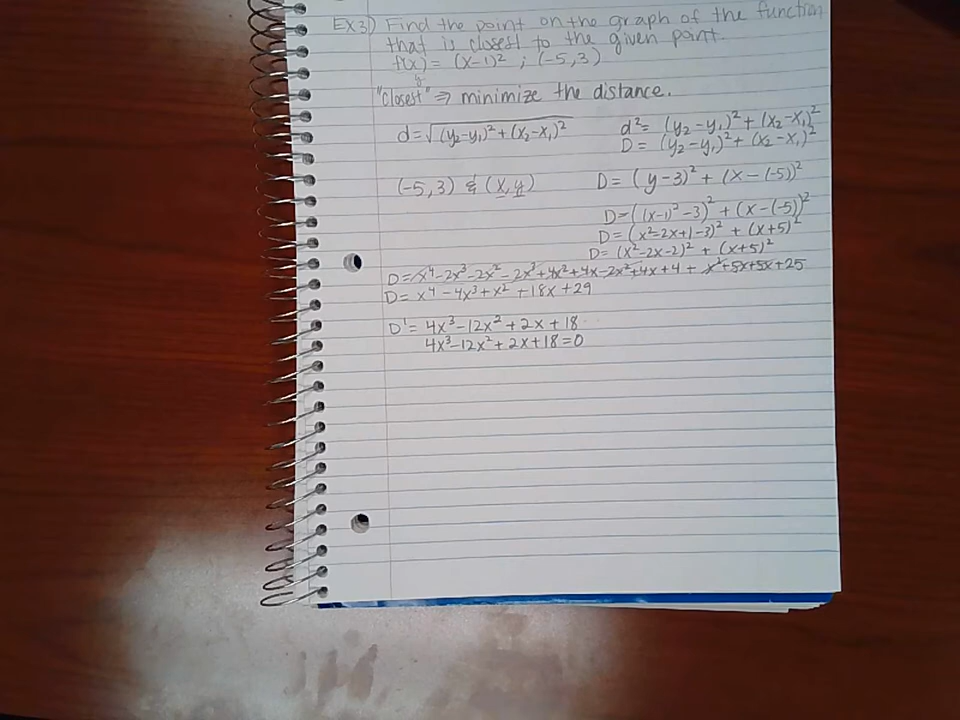 EX 3) Find the point on the graph of the function
that is closest to the given point.
f(x) = (x-1)² ; (-5,3)
y
"closest" ⇒ minimize the distance.
d = √(y₂-y₁)² + (x₂-x₁)²
d² = (y₂-y₁)² + (x₂-x₁)²
D = (y₂-y₁)² + (x₂-x₁)²
(-5,3) & (x,y)
D = (y-3)² + (x-(-5))²
D = ((x-1)²-3)² + (x-(-5))²
D = (x²-2x+1-3)² + (x+5)²
D = (x²-2x-2)² + (x+5)²
D = x⁴-2x³-2x²-2x³+4x²+4x-2x²+4x+4 + x²+5x+5x+25
D = x⁴-4x³+x²+18x+29
D' = 4x³-12x²+2x+18
4x³-12x²+2x+18=0